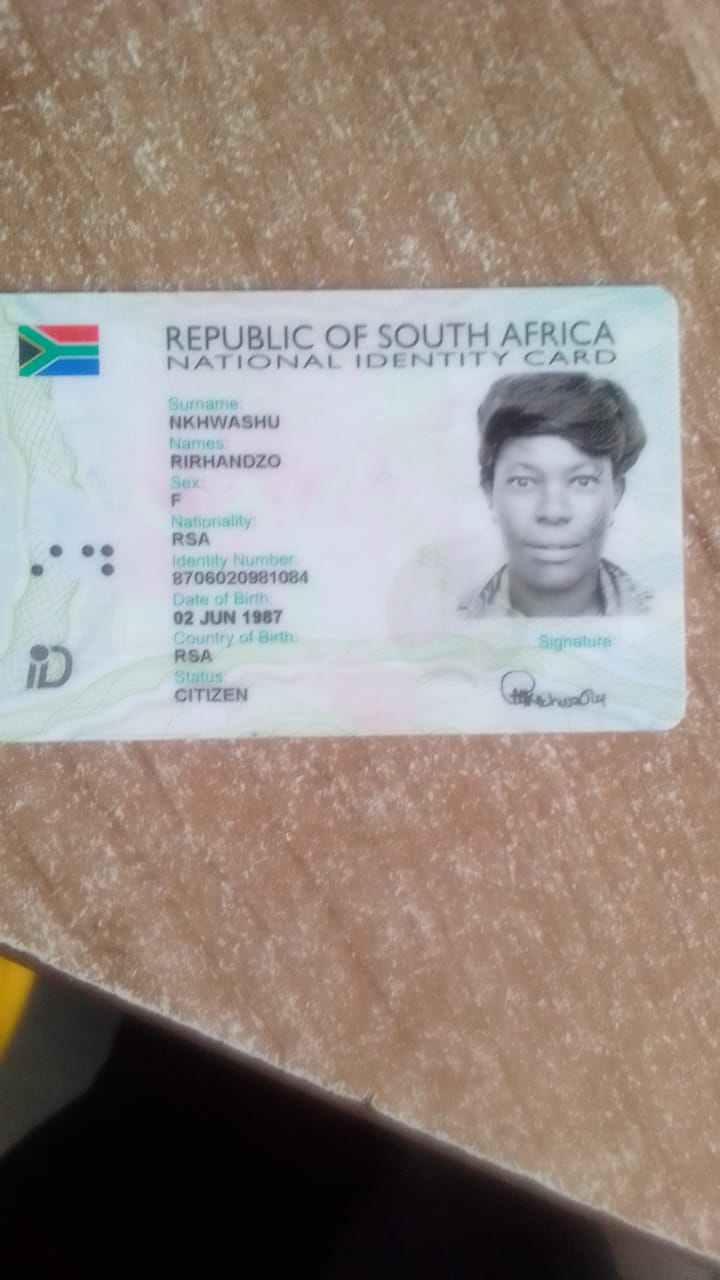 REPUBLIC OF SOUTH AFRICA
NATIONAL IDENTITY CARD
Surname:
NKHWASHU
Names:
RIRHANDZO
Sex:
F
Nationality:
RSA
Identity Number:
8706020981084
Date of Birth:
02 JUN 1987
Country of Birth:
RSA
Status:
CITIZEN
Signature:
iD